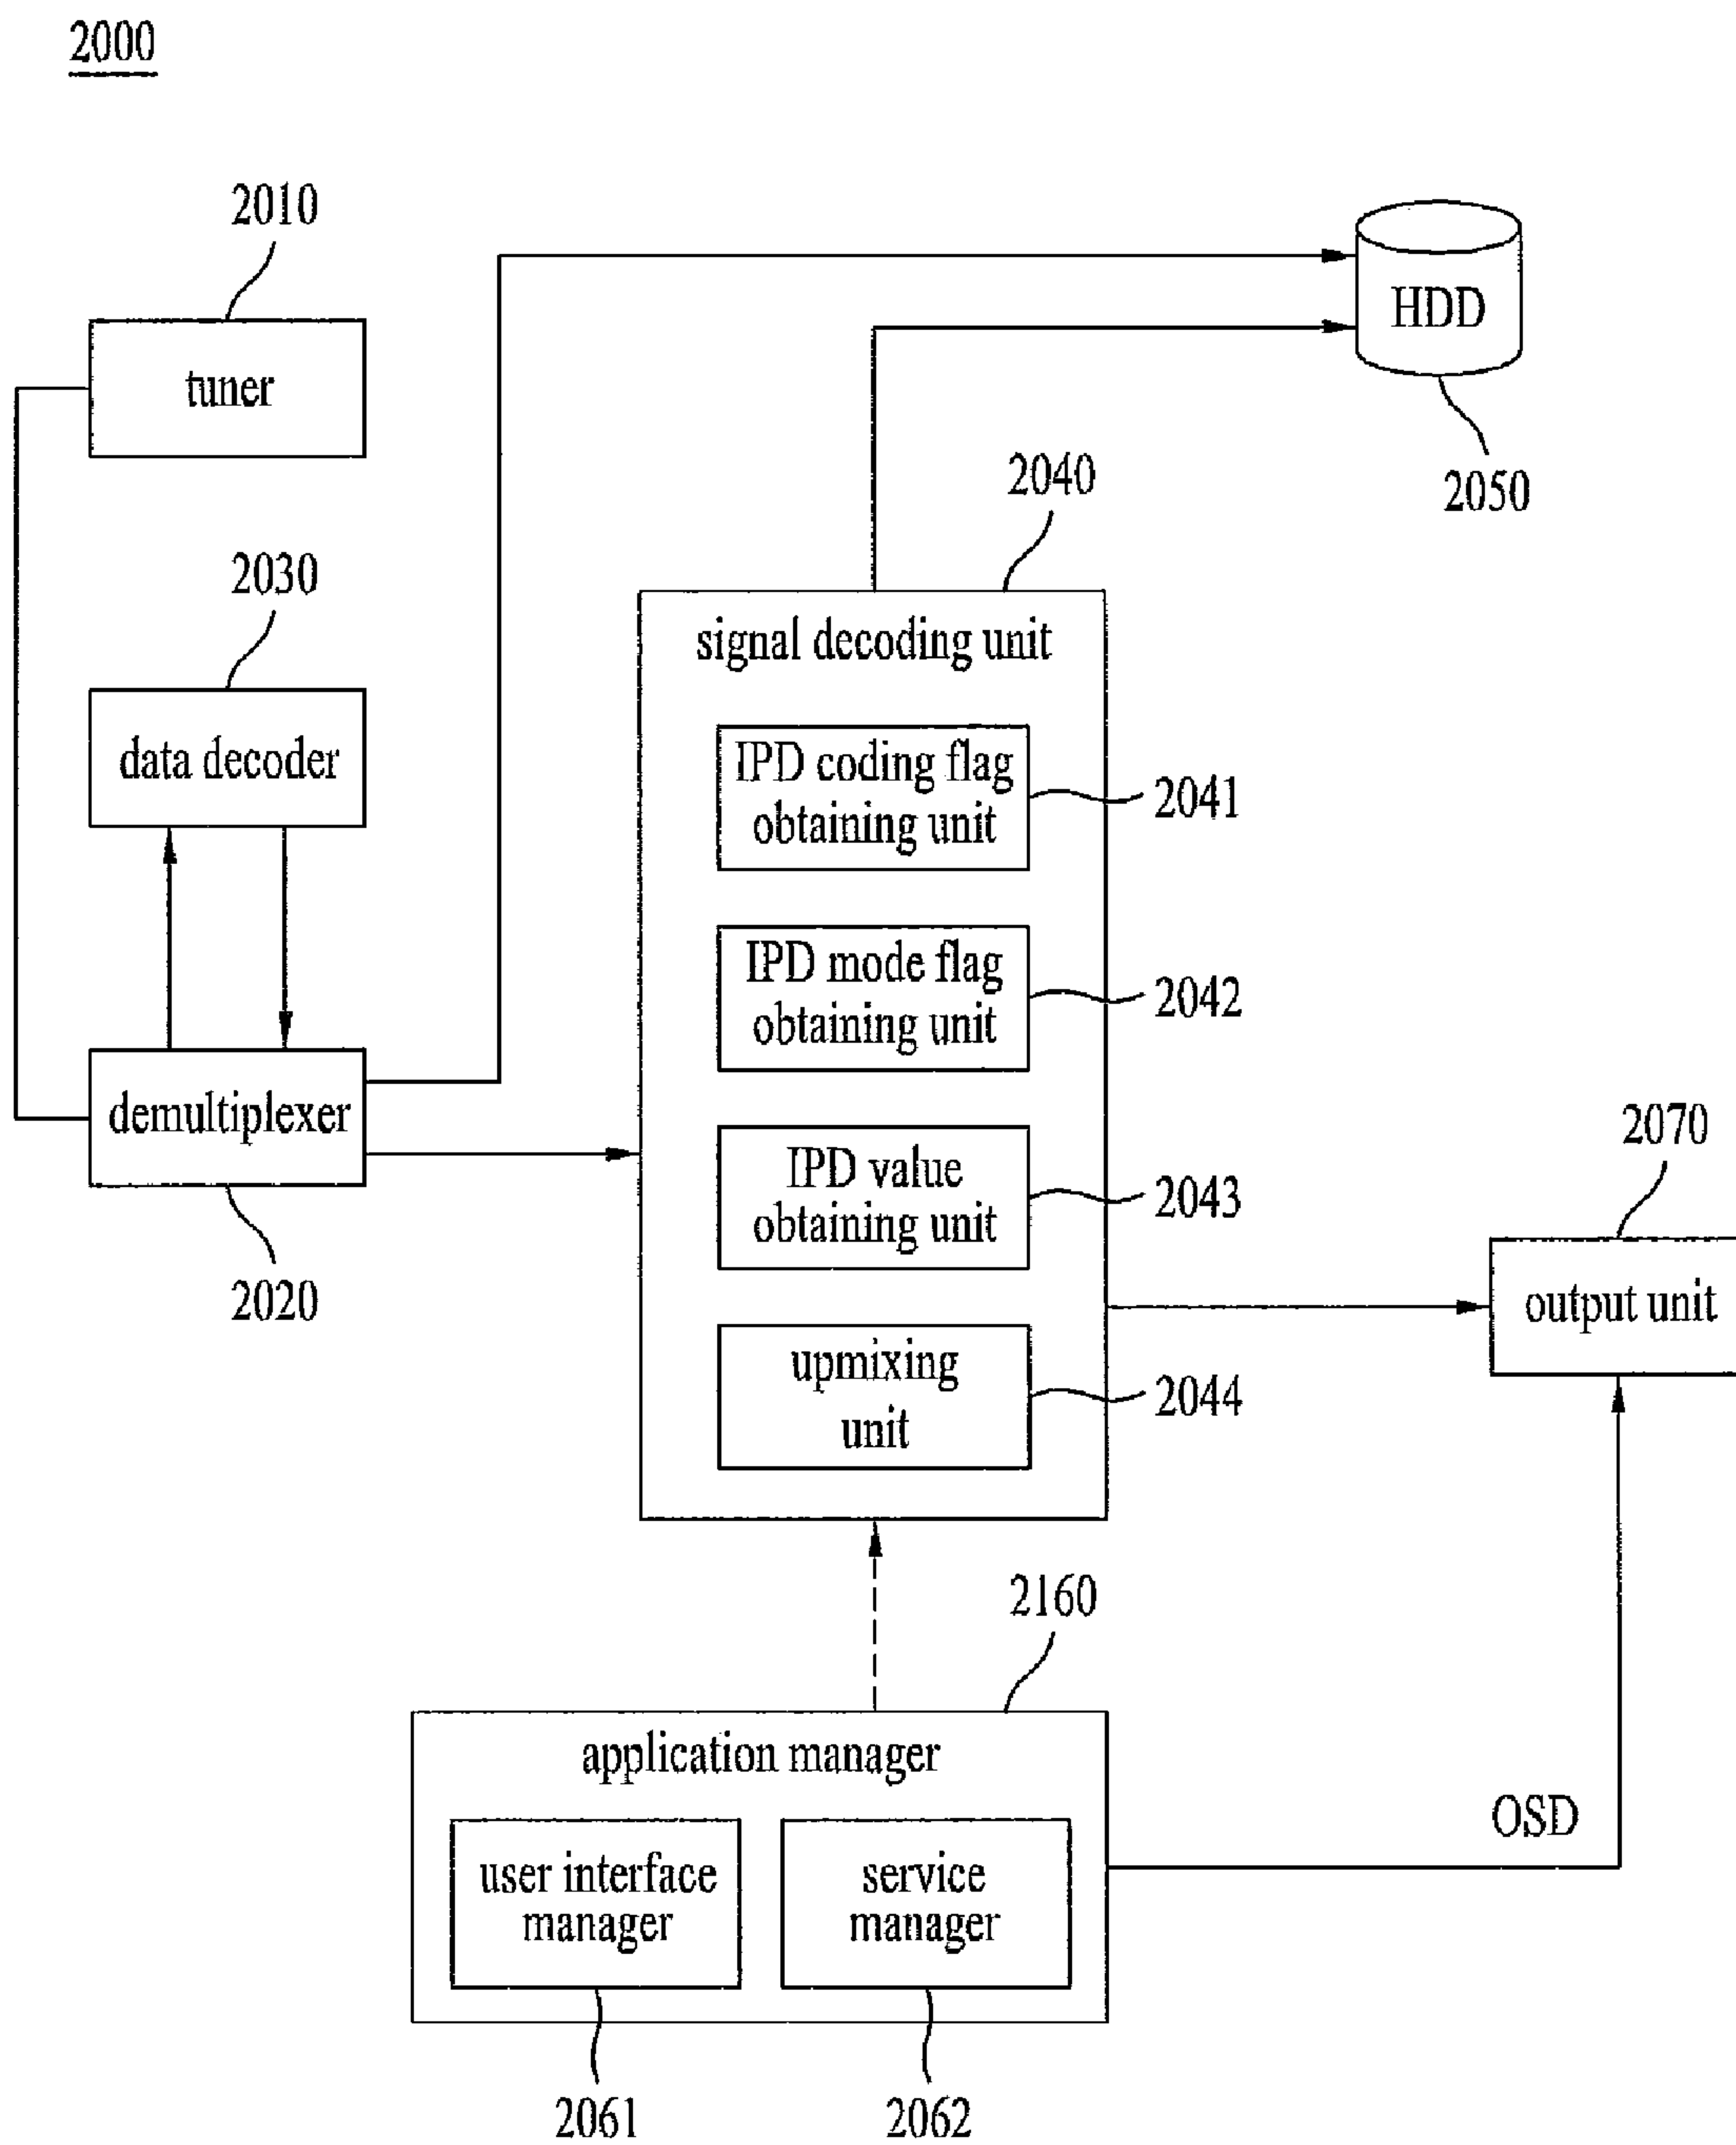 2000
2010
tuner
HDD
2050
2040
2030
signal decoding unit
data decoder
IPD coding flag
obtaining unit
2041
IPD mode flag
obtaining unit
2042
demultiplexer
2020
IPD value
obtaining unit
2043
2070
output unit
upmixing
unit
2044
2160
application manager
OSD
user interface
manager
service
manager
2061
2062